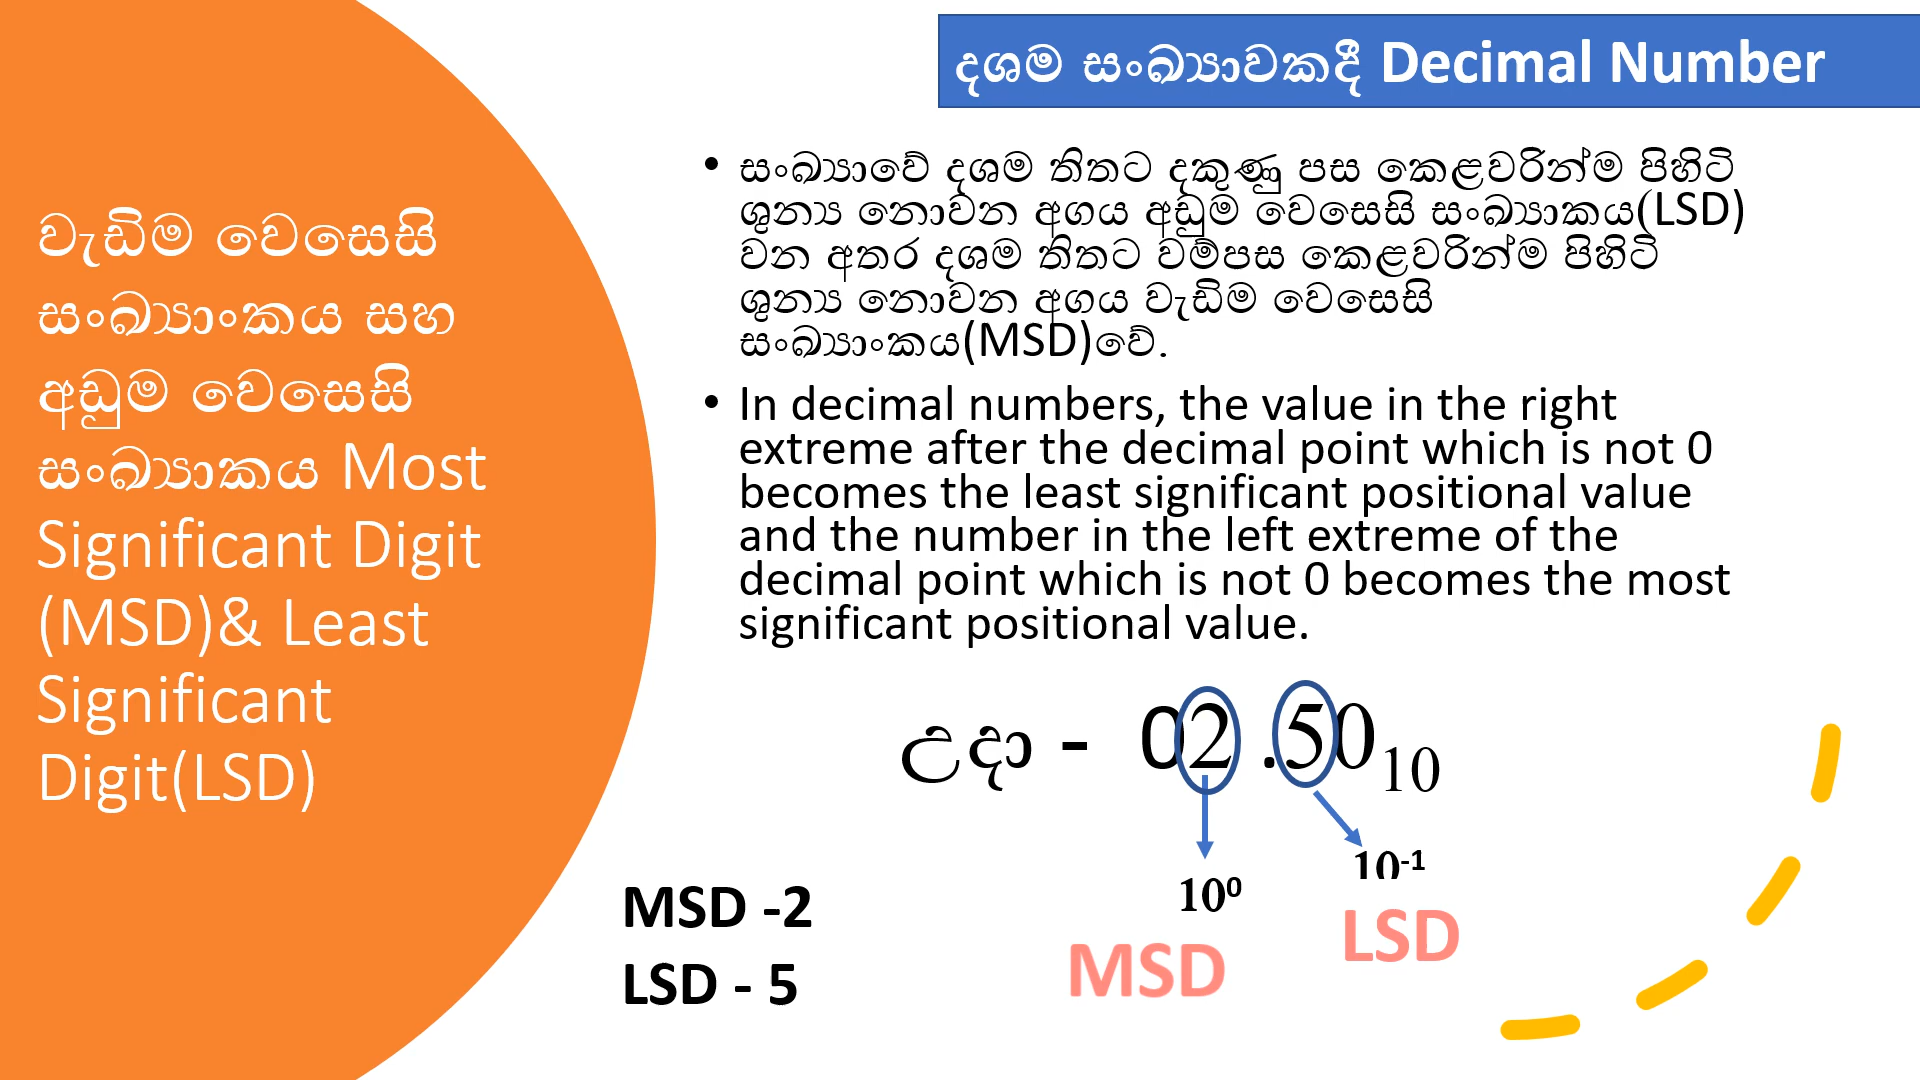 දශම සංඛ්‍යාවකදී Decimal Number
වැඩිම වෙසෙසි
සංඛ්‍යාංකය සහ
අඩුම වෙසෙසි
සංඛ්‍යාකය Most
Significant Digit
(MSD)& Least
Significant
Digit(LSD)
• සංඛ්‍යාවේ දශම තිතට දකුණු පස කෙළවරින්ම පිහිටි
ශුන්‍ය නොවන අගය අඩුම වෙසෙසි සංඛ්‍යාකය(LSD)
වන අතර දශම තිතට වම්පස කෙළවරින්ම පිහිටි
ශුන්‍ය නොවන අගය වැඩිම වෙසෙසි
සංඛ්‍යාංකය(MSD)වේ.
• In decimal numbers, the value in the right
extreme after the decimal point which is not 0
becomes the least significant positional value
and the number in the left extreme of the
decimal point which is not 0 becomes the most
significant positional value.
උදා - 02 .50₁₀
10⁰
10⁻¹
MSD
LSD
MSD -2
LSD - 5